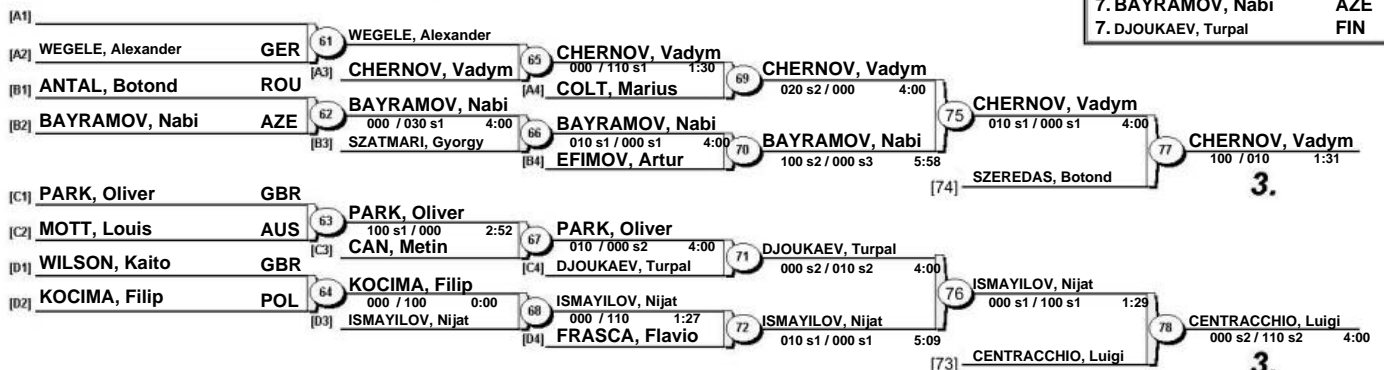 7. BAYRAMOV, Nabi AZE
7. DJOUKAEV, Turpal FIN
[A1]
[A2] WEGELE, Alexander GER
61
WEGELE, Alexander
[A3] CHERNOV, Vadym
65
CHERNOV, Vadym
000 / 110 s1 1:30
[A4] COLT, Marius
69
CHERNOV, Vadym
020 s2 / 000 4:00
[B1] ANTAL, Botond ROU
[B2] BAYRAMOV, Nabi AZE
62
BAYRAMOV, Nabi
000 / 030 s1 4:00
[B3] SZATMARI, Gyorgy
66
BAYRAMOV, Nabi
010 s1 / 000 s1 4:00
[B4] EFIMOV, Artur
70
BAYRAMOV, Nabi
100 s2 / 000 s3 5:58
75
CHERNOV, Vadym
010 s1 / 000 s1 4:00
[74] SZEREDAS, Botond
77
CHERNOV, Vadym
100 / 010 1:31
3.
[C1] PARK, Oliver GBR
[C2] MOTT, Louis AUS
63
PARK, Oliver
100 s1 / 000 2:52
[C3] CAN, Metin
67
PARK, Oliver
010 / 000 s2 4:00
[C4] DJOUKAEV, Turpal
71
DJOUKAEV, Turpal
000 s2 / 010 s2 4:00
[D1] WILSON, Kaito GBR
[D2] KOCIMA, Filip POL
64
KOCIMA, Filip
000 / 100 0:00
[D3] ISMAYILOV, Nijat
68
ISMAYILOV, Nijat
000 / 110 1:27
[D4] FRASCA, Flavio
72
ISMAYILOV, Nijat
010 s1 / 000 s1 5:09
76
ISMAYILOV, Nijat
000 s1 / 100 s1 1:29
[73] CENTRACCHIO, Luigi
78
CENTRACCHIO, Luigi
000 s2 / 110 s2 4:00
3.